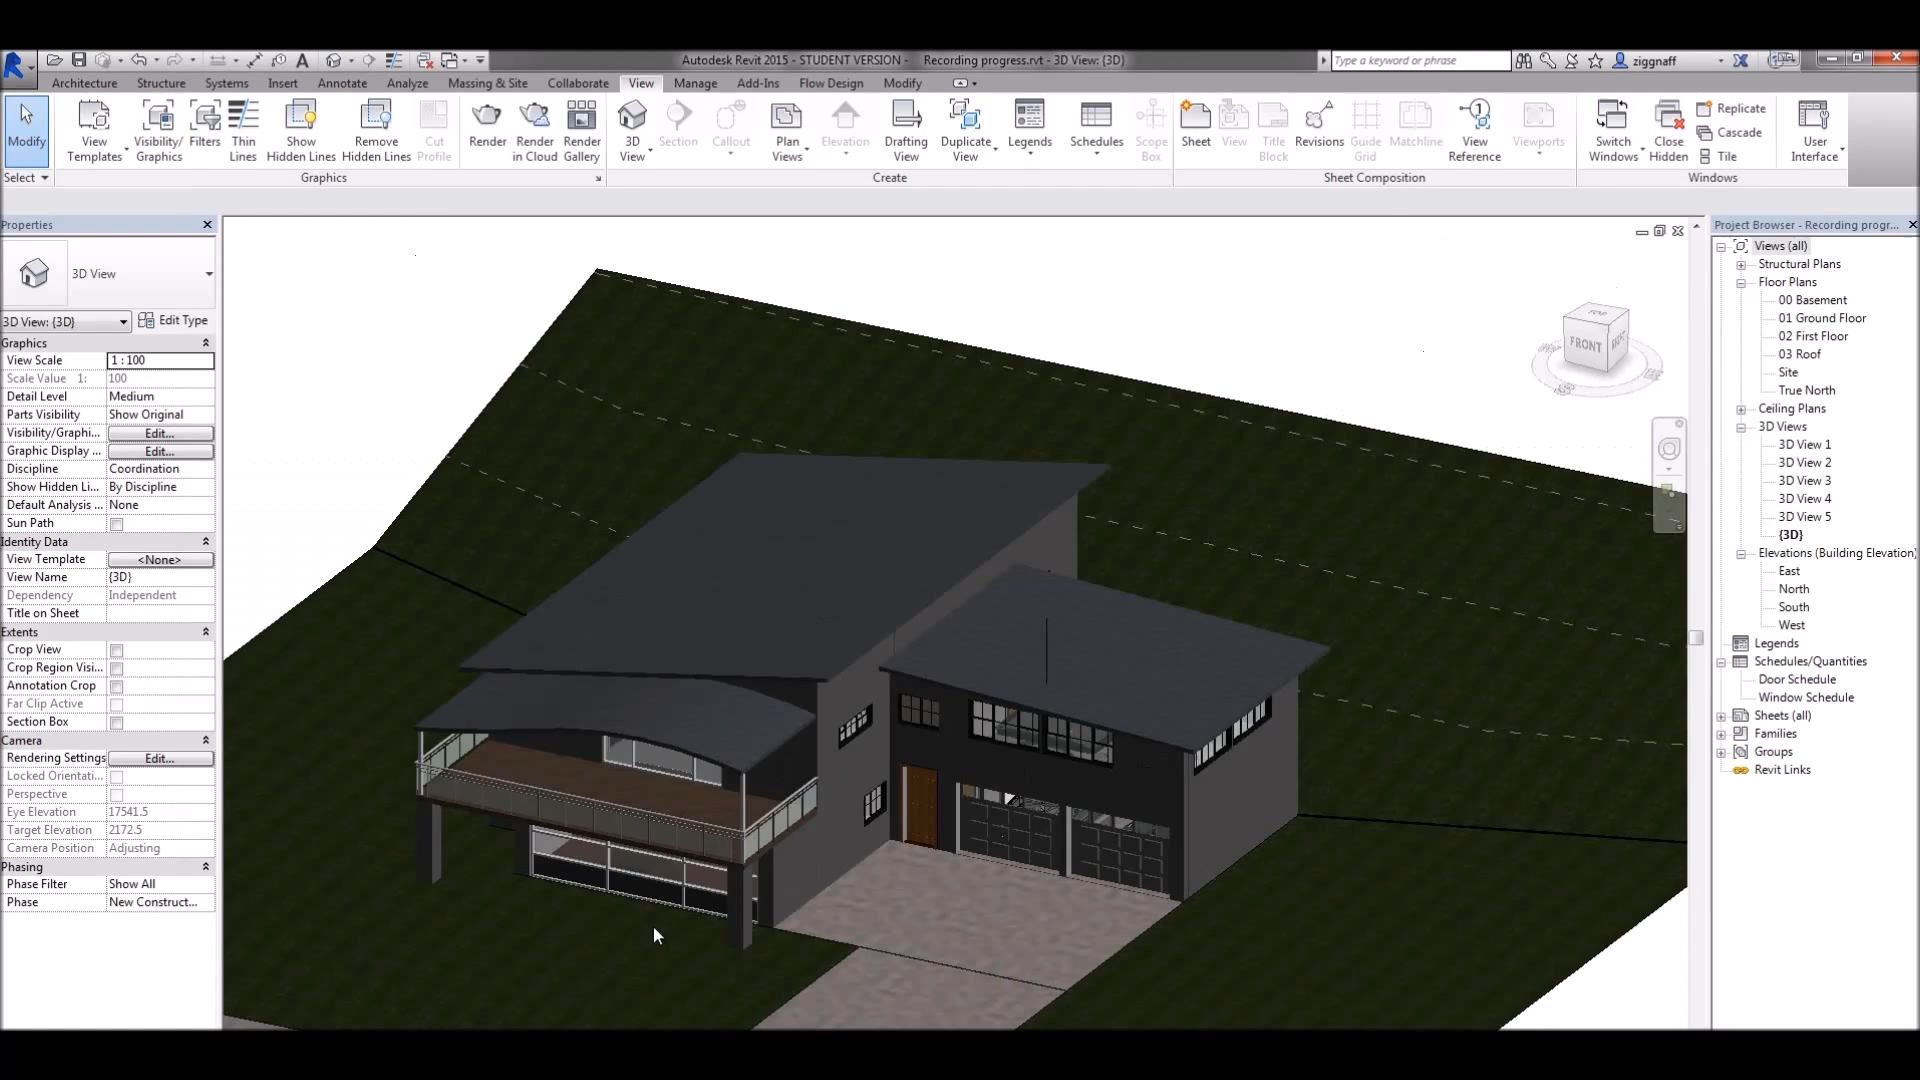 Autodesk Revit 2015 - STUDENT VERSION - Recording progress.rvt - 3D View: {3D}
Type a keyword or phrase
ziggnaff
Architecture Structure Systems Insert Annotate Analyze Massing & Site Collaborate View Manage Add-Ins Flow Design Modify
Modify
View Templates
Visibility/ Graphics
Filters
Thin Lines
Show Hidden Lines
Remove Hidden Lines
Cut Profile
Render
Render in Cloud
Render Gallery
3D View
Section
Callout
Plan Views
Elevation
Drafting View
Duplicate View
Legends
Schedules
Scope Box
Sheet
View
Title Block
Revisions
Guide Grid
Matchline
View Reference
Viewports
Switch Windows
Close Hidden
Replicate
Cascade
Tile
User Interface
Select
Graphics
Create
Sheet Composition
Windows
Properties
3D View
3D View: {3D} Edit Type
Graphics
View Scale 1 : 100
Scale Value 1: 100
Detail Level Medium
Parts Visibility Show Original
Visibility/Graphi... Edit...
Graphic Display ... Edit...
Discipline Coordination
Show Hidden Li... By Discipline
Default Analysis ... None
Sun Path
Identity Data
View Template <None>
View Name {3D}
Dependency Independent
Title on Sheet
Extents
Crop View
Crop Region Visi...
Annotation Crop
Far Clip Active
Section Box
Camera
Rendering Settings Edit...
Locked Orientati...
Perspective
Eye Elevation 17541.5
Target Elevation 2172.5
Camera Position Adjusting
Phasing
Phase Filter Show All
Phase New Construct...
TOP
FRONT
Project Browser - Recording progr...
Views (all)
Structural Plans
Floor Plans
00 Basement
01 Ground Floor
02 First Floor
03 Roof
Site
True North
Ceiling Plans
3D Views
3D View 1
3D View 2
3D View 3
3D View 4
3D View 5
{3D}
Elevations (Building Elevation)
East
North
South
West
Legends
Schedules/Quantities
Door Schedule
Window Schedule
Sheets (all)
Families
Groups
Revit Links